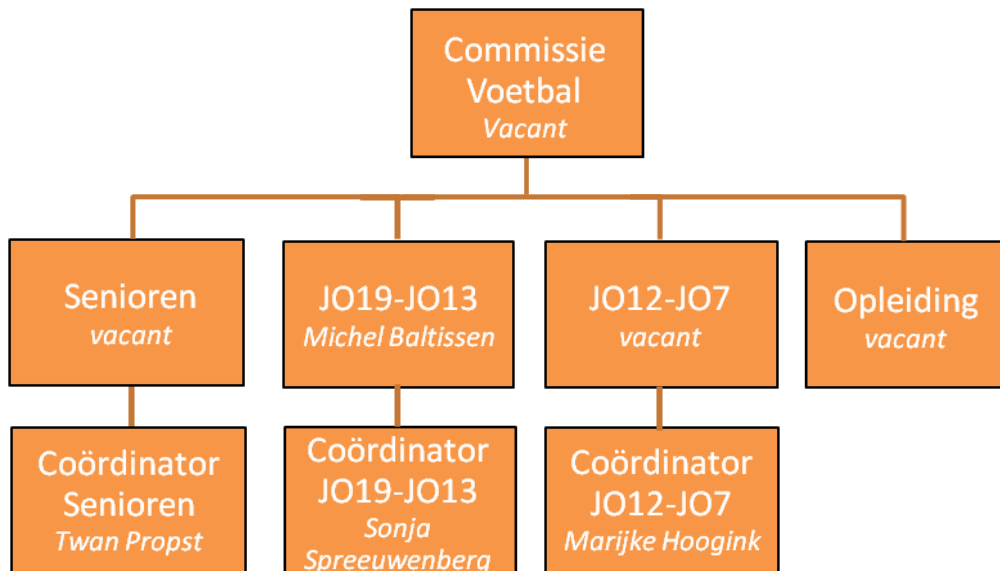 Commissie
Voetbal
Vacant
Senioren
vacant
JO19-JO13
Michel Baltissen
JO12-JO7
vacant
Opleiding
vacant
Coördinator
Senioren
Twan Propst
Coördinator
JO19-JO13
Sonja
Spreeuwenberg
Coördinator
JO12-JO7
Marijke Hoogink